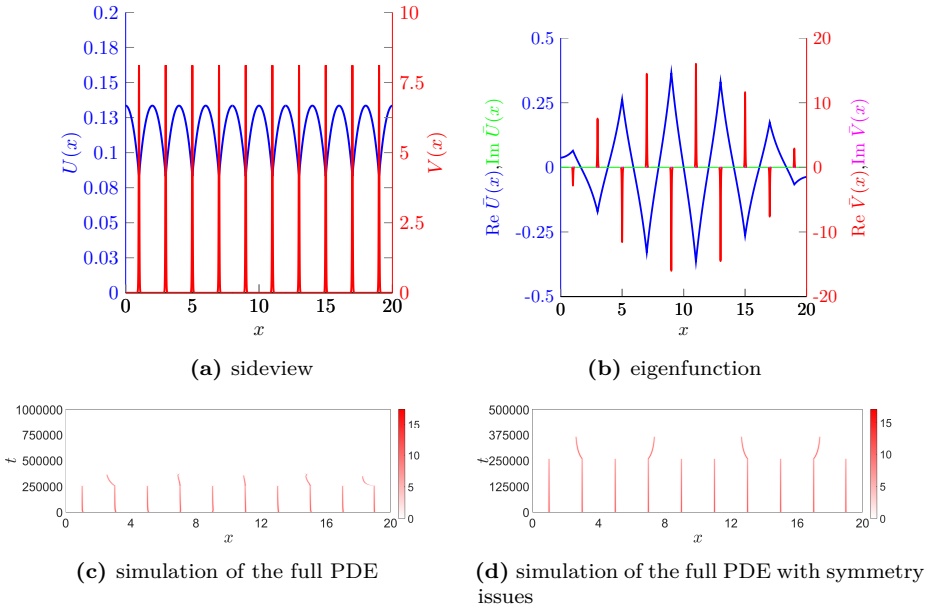 0.2
0.18
0.15
0.13
0.1
0.08
0.05
0.03
0
U(x)
10
7.5
5
2.5
0
V(x)
0 5 10 15 20
x
(a) sideview
0.5
0.25
0
-0.25
-0.5
Re Ū(x),Im Ū(x)
20
10
0
-10
-20
Re V̄(x),Im V̄(x)
0 5 10 15 20
x
(b) eigenfunction
1000000
750000
500000
250000
0
t
0 4 8 12 16 20
x
15
10
5
0
(c) simulation of the full PDE
500000
375000
250000
125000
0
t
0 4 8 12 16 20
x
15
10
5
0
(d) simulation of the full PDE with symmetry
issues